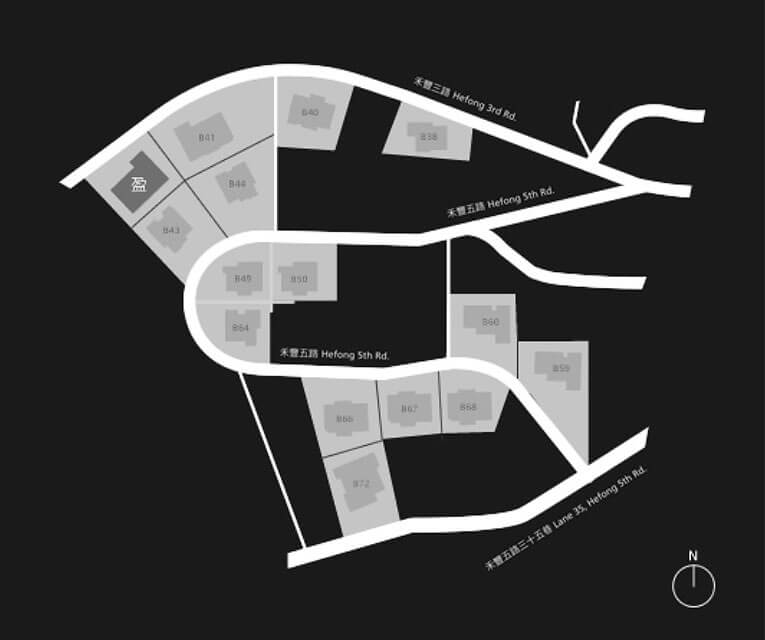 禾豐三路 Hefong 3rd Rd.
B40
B41
B38
盈
B44
禾豐五路 Hefong 5th Rd.
B43
B49
B50
B60
B64
禾豐五路 Hefong 5th Rd.
B59
B66
B67
B68
B72
禾豐五路三十五巷 Lane 35, Hefong 5th Rd.
N